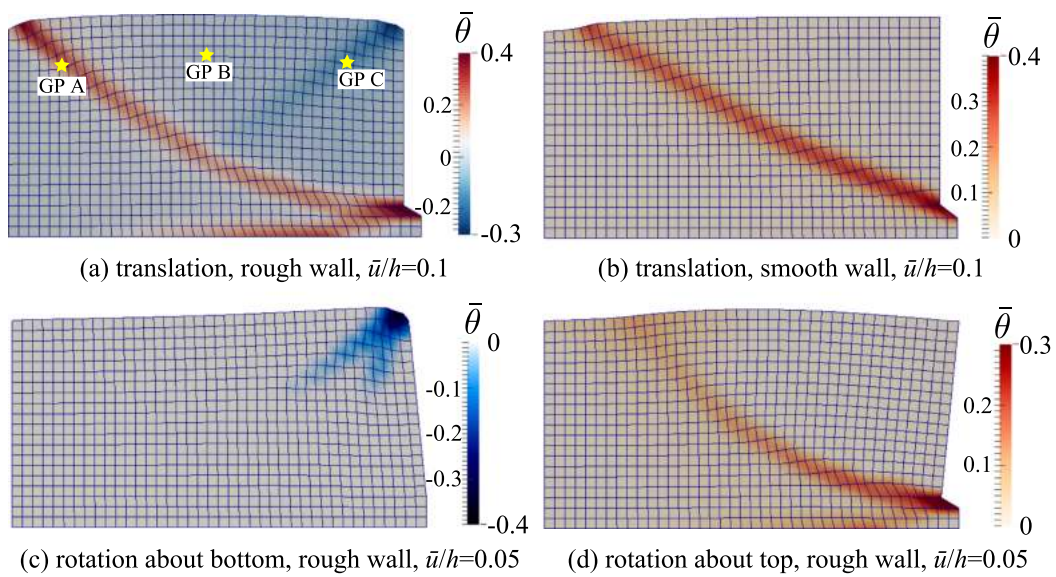 θ̄
0.4
0.2
0
-0.2
-0.3
GP A
GP B
GP C
(a) translation, rough wall, ū/h=0.1
θ̄
0.4
0.3
0.2
0.1
0
(b) translation, smooth wall, ū/h=0.1
θ̄
0
-0.1
-0.2
-0.3
-0.4
(c) rotation about bottom, rough wall, ū/h=0.05
θ̄
0.3
0.2
0.1
0
(d) rotation about top, rough wall, ū/h=0.05